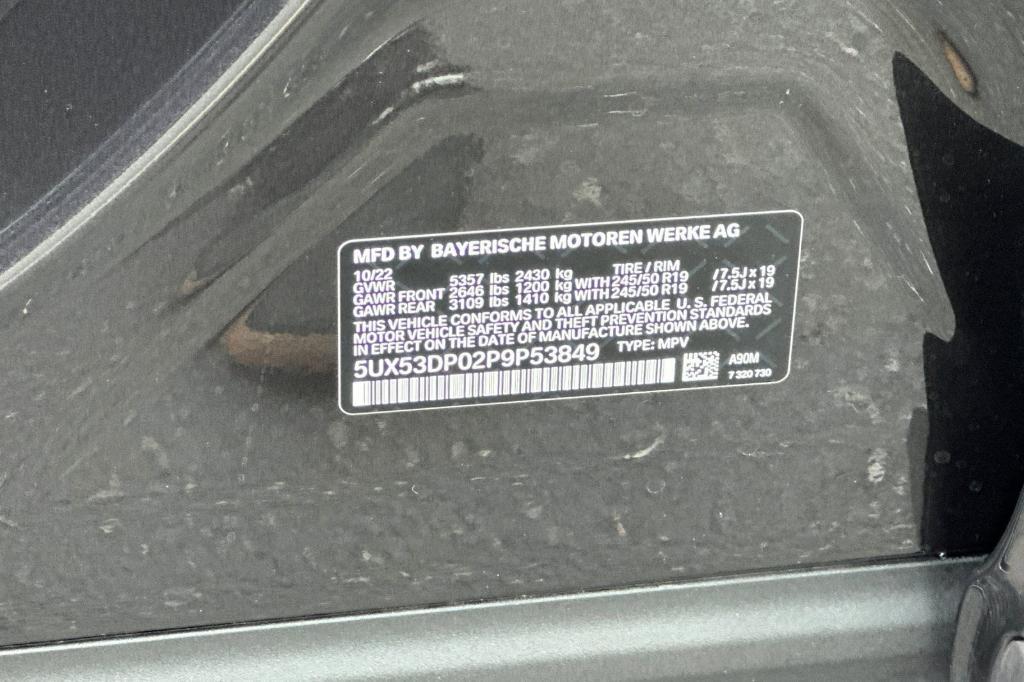 MFD BY BAYERISCHE MOTOREN WERKE AG
10/22 TIRE / RIM
GVWR 5357 lbs 2430 kg
GAWR FRONT 2646 lbs 1200 kg WITH 245/50 R19 /7.5J x 19
GAWR REAR 3109 lbs 1410 kg WITH 245/50 R19 /7.5J x 19
THIS VEHICLE CONFORMS TO ALL APPLICABLE U. S. FEDERAL
MOTOR VEHICLE SAFETY AND THEFT PREVENTION STANDARDS
IN EFFECT ON THE DATE OF MANUFACTURE SHOWN ABOVE.
5UX53DP02P9P53849 TYPE: MPV
A90M
7 320 730